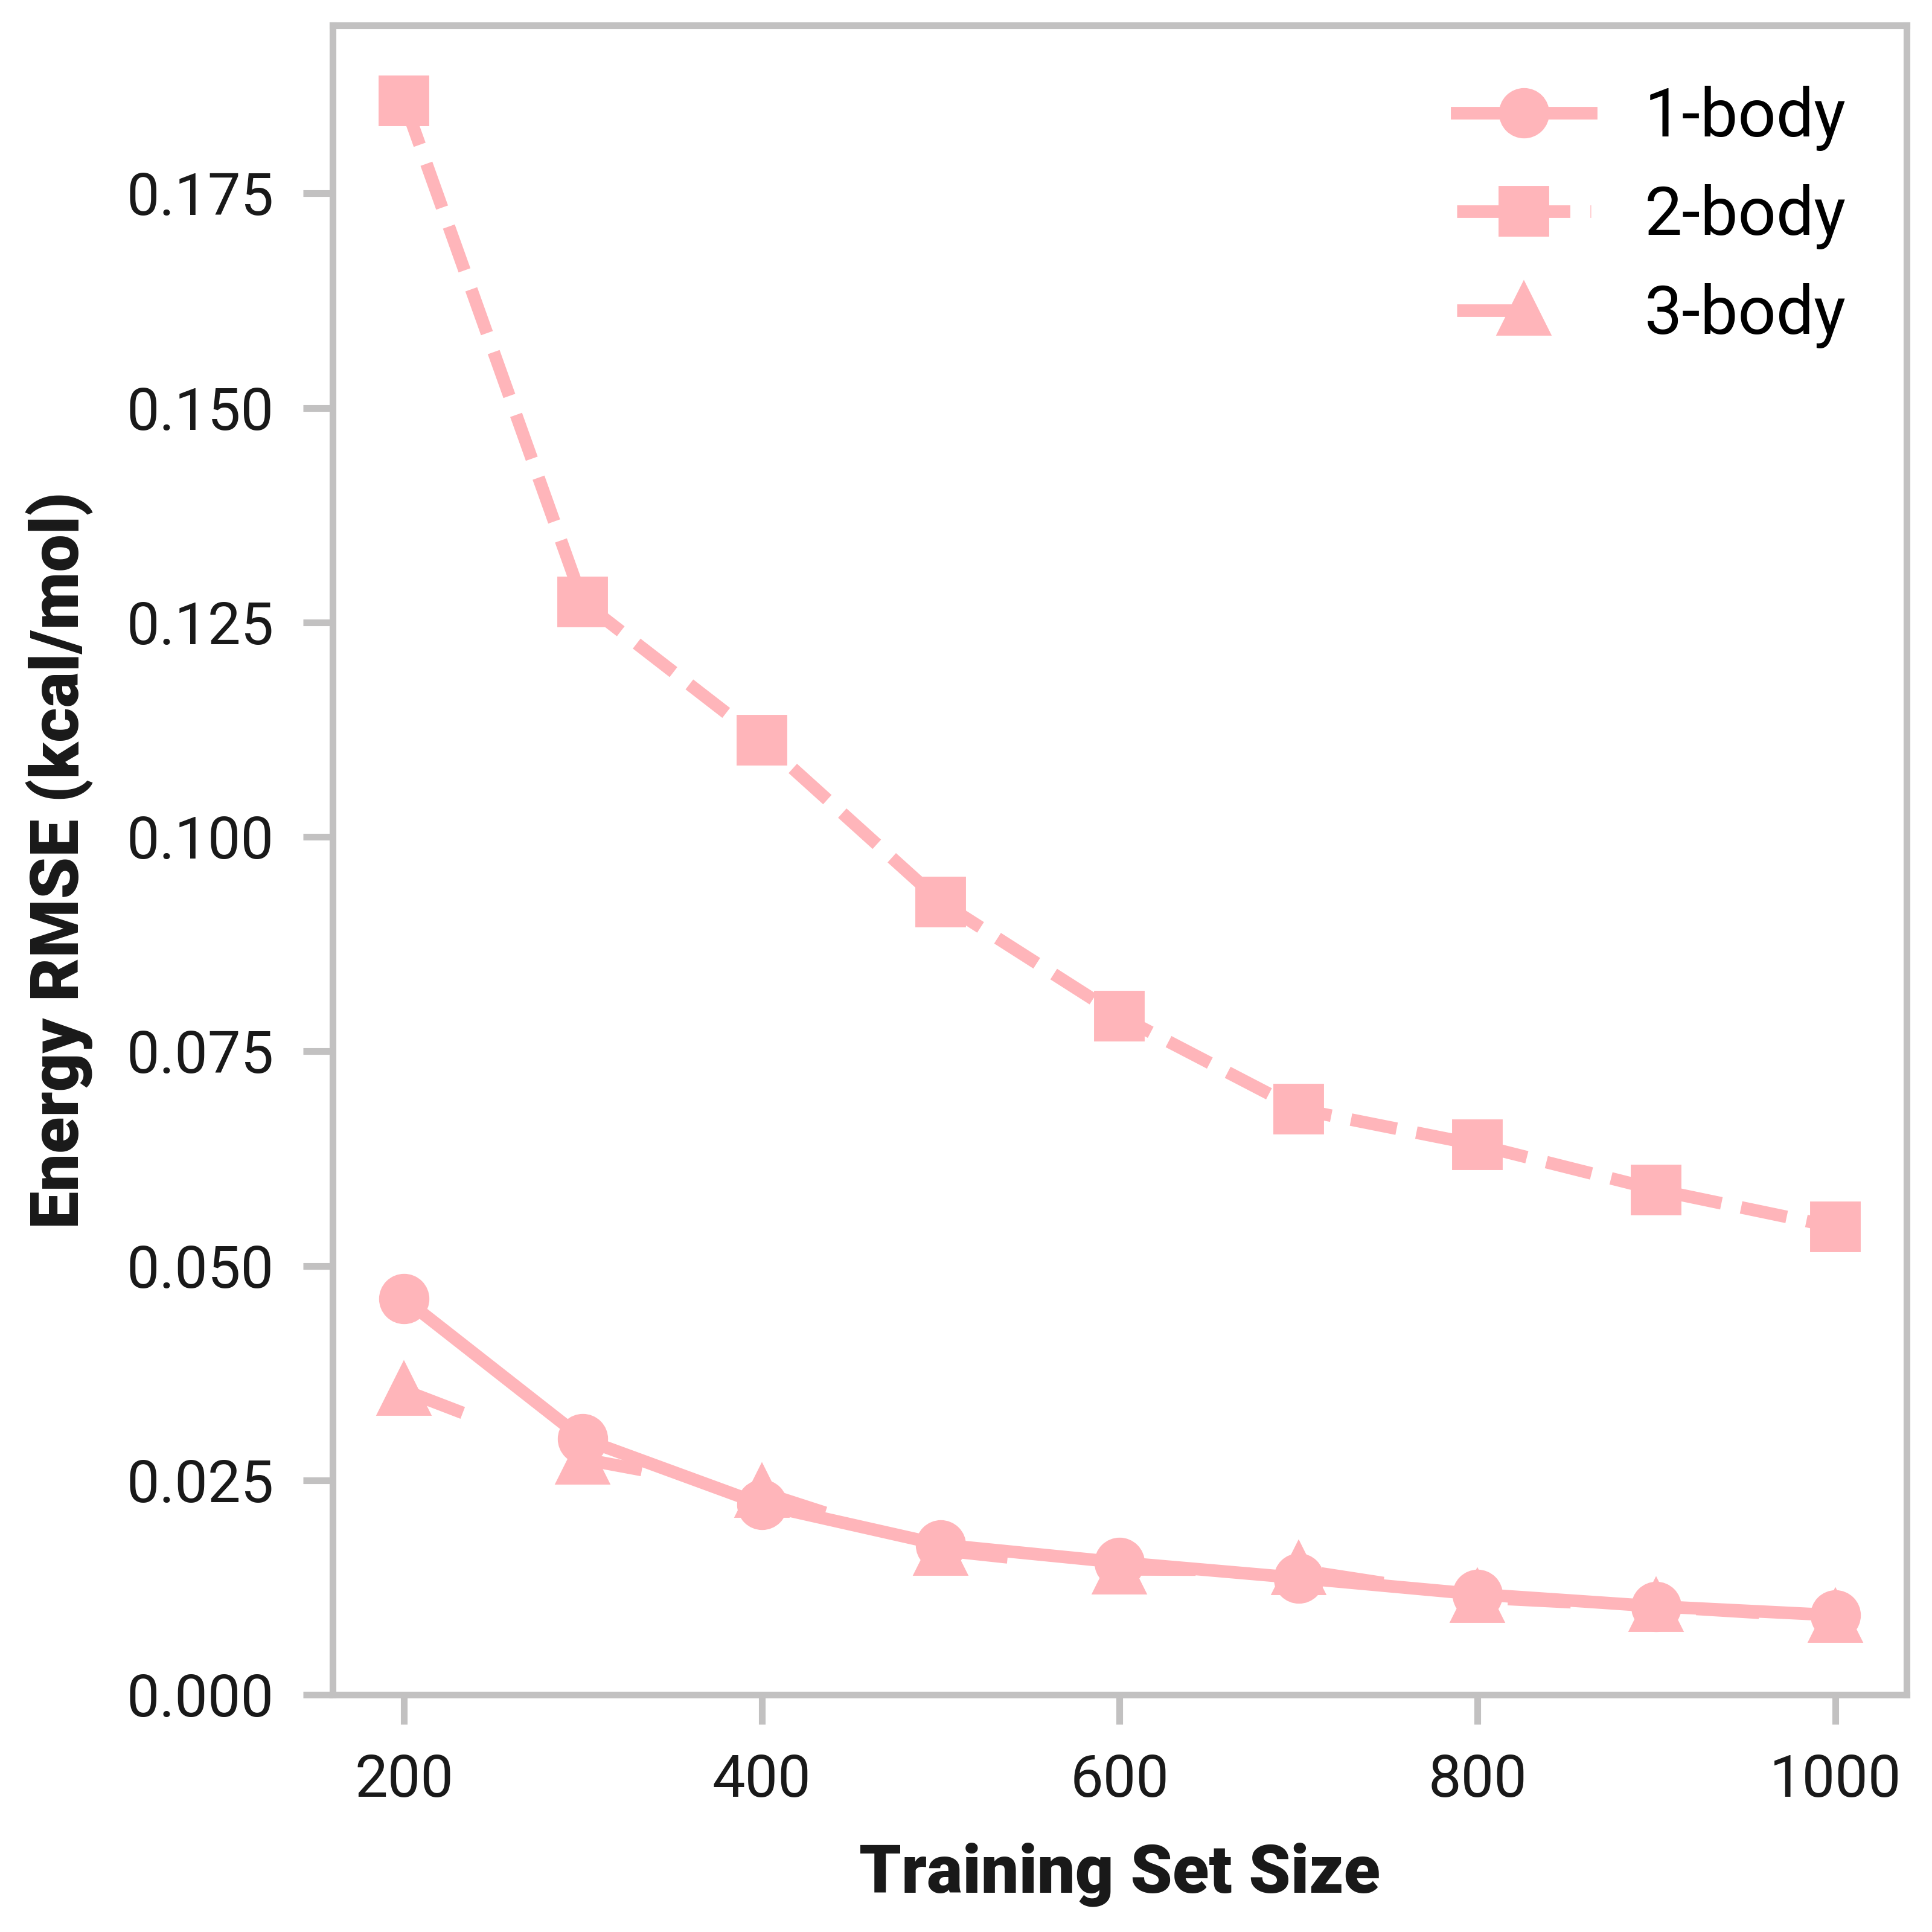 1-body
2-body
3-body
0.175
0.150
0.125
0.100
0.075
0.050
0.025
0.000
Energy RMSE (kcal/mol)
200 400 600 800 1000
Training Set Size